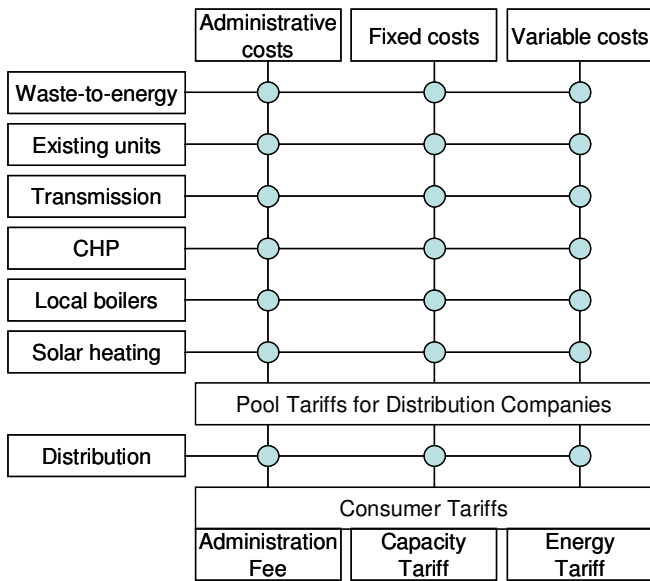 Administrative
costs
Fixed costs
Variable costs
Waste-to-energy
Existing units
Transmission
CHP
Local boilers
Solar heating
Pool Tariffs for Distribution Companies
Distribution
Consumer Tariffs
Administration
Fee
Capacity
Tariff
Energy
Tariff